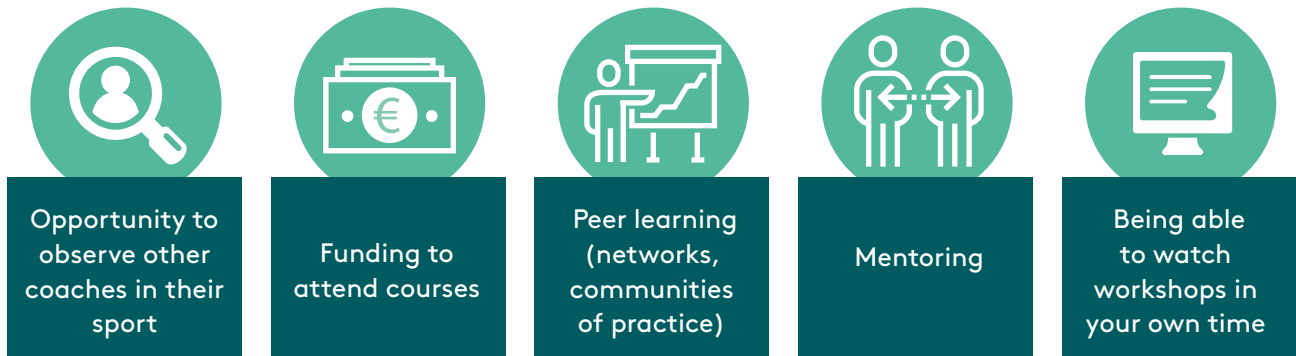 €
Opportunity to
observe other
coaches in their
sport
Funding to
attend courses
Peer learning
(networks,
communities
of practice)
Mentoring
Being able
to watch
workshops in
your own time